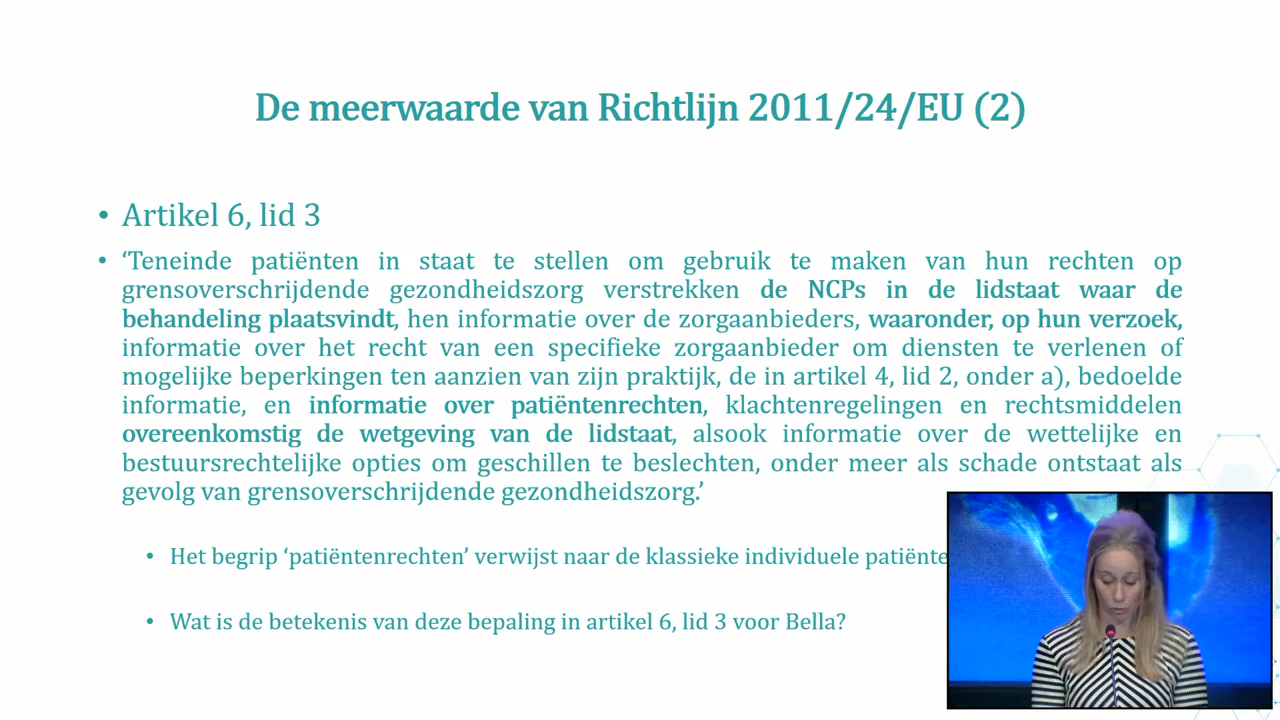 De meerwaarde van Richtlijn 2011/24/EU (2)
• Artikel 6, lid 3
• ‘Teneinde patiënten in staat te stellen om gebruik te maken van hun rechten op
grensoverschrijdende gezondheidszorg verstrekken de NCPs in de lidstaat waar de
behandeling plaatsvindt, hen informatie over de zorgaanbieders, waaronder, op hun verzoek,
informatie over het recht van een specifieke zorgaanbieder om diensten te verlenen of
mogelijke beperkingen ten aanzien van zijn praktijk, de in artikel 4, lid 2, onder a), bedoelde
informatie, en informatie over patiëntenrechten, klachtenregelingen en rechtsmiddelen
overeenkomstig de wetgeving van de lidstaat, alsook informatie over de wettelijke en
bestuursrechtelijke opties om geschillen te beslechten, onder meer als schade ontstaat als
gevolg van grensoverschrijdende gezondheidszorg.’
• Het begrip ‘patiëntenrechten’ verwijst naar de klassieke individuele patiënte
• Wat is de betekenis van deze bepaling in artikel 6, lid 3 voor Bella?